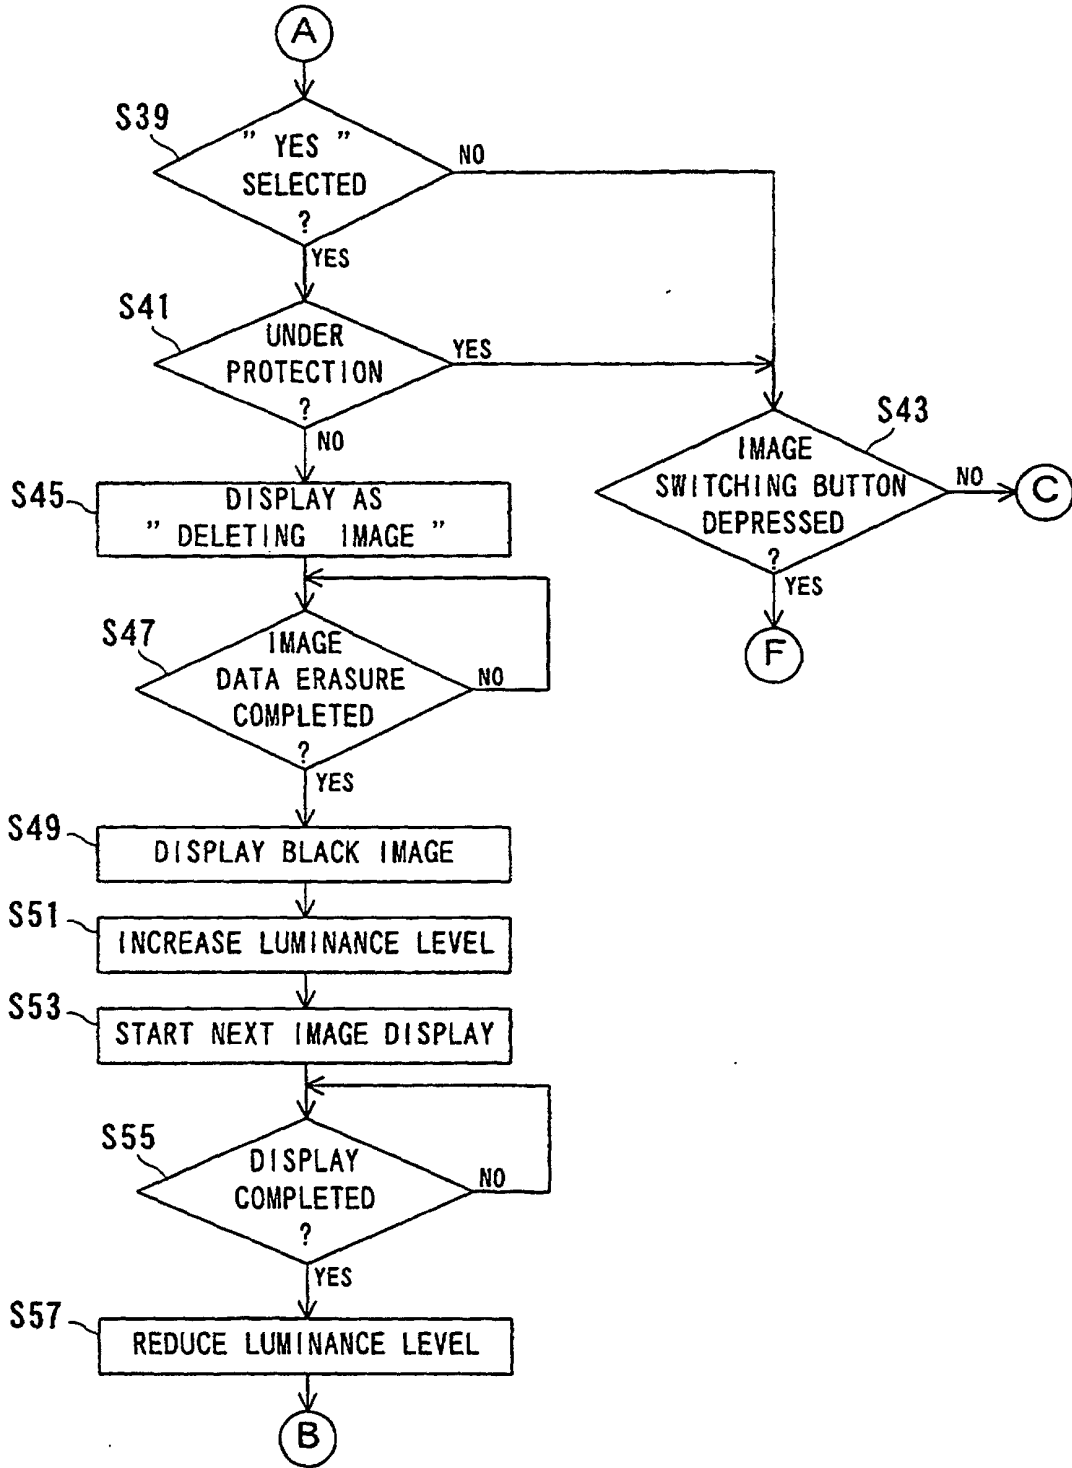 A
S39
" YES "
SELECTED
?
NO
YES
S41
UNDER
PROTECTION
?
YES
NO
S43
IMAGE
SWITCHING BUTTON
DEPRESSED
?
NO
C
YES
F
S45
DISPLAY AS
" DELETING IMAGE "
S47
IMAGE
DATA ERASURE
COMPLETED
?
NO
YES
S49
DISPLAY BLACK IMAGE
S51
INCREASE LUMINANCE LEVEL
S53
START NEXT IMAGE DISPLAY
S55
DISPLAY
COMPLETED
?
NO
YES
S57
REDUCE LUMINANCE LEVEL
B